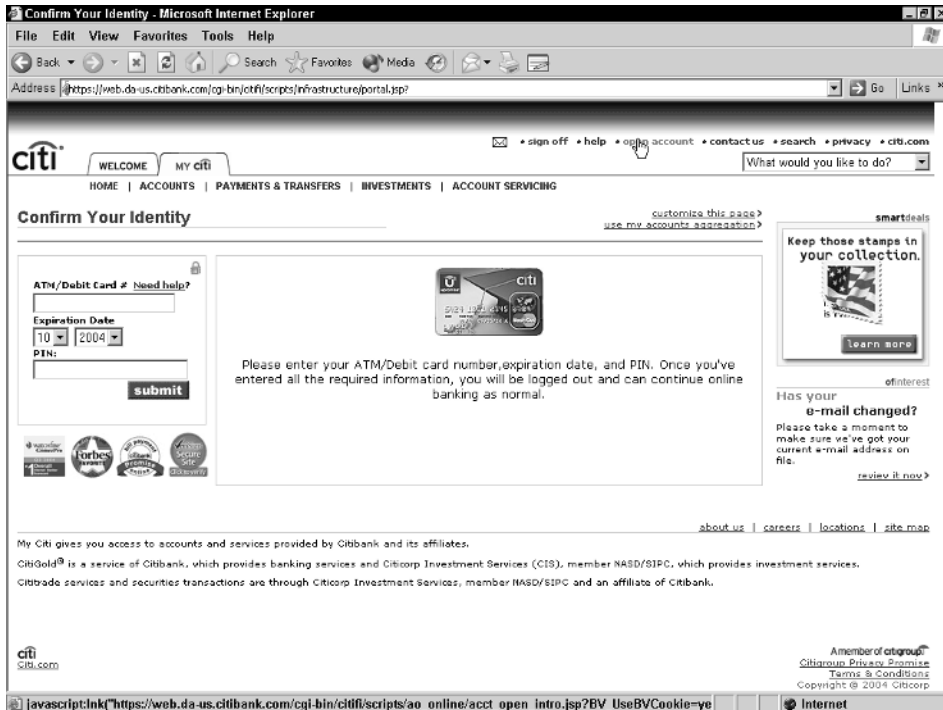 Confirm Your Identity - Microsoft Internet Explorer
File Edit View Favorites Tools Help
Back Search Favorites Media
Address https://web.da-us.citibank.com/cgi-bin/citifi/scripts/infrastructure/portal.jsp? Go Links »
sign off help open account contact us search privacy citi.com
citi WELCOME MY citi What would you like to do?
HOME | ACCOUNTS | PAYMENTS & TRANSFERS | INVESTMENTS | ACCOUNT SERVICING
Confirm Your Identity
customize this page>
use my accounts aggregation>
ATM/Debit Card # Need help?
Expiration Date
10 2004
PIN:
submit
citi
Please enter your ATM/Debit card number,expiration date, and PIN. Once you've
entered all the required information, you will be logged out and can continue online
banking as normal.
smartdeals
Keep those stamps in
your collection.
learn more
ofinterest
Has your
e-mail changed?
Please take a moment to
make sure we've got your
current e-mail address on
file.
review it now>
Forbes
Secure
Site
about us | careers | locations | site map
My Citi gives you access to accounts and services provided by Citibank and its affiliates.
CitiGold® is a service of Citibank, which provides banking services and Citicorp Investment Services (CIS), member NASD/SIPC, which provides investment services.
Cititrade services and securities transactions are through Citicorp Investment Services, member NASD/SIPC and an affiliate of Citibank.
citi
Citi.com
A member of citigroup
Citigroup Privacy Promise
Terms & Conditions
Copyright © 2004 Citicorp
javascript:lnk("https://web.da-us.citibank.com/cgi-bin/citifi/scripts/ao_online/acct_open_intro.jsp?BV_UseBVCookie=ye Internet